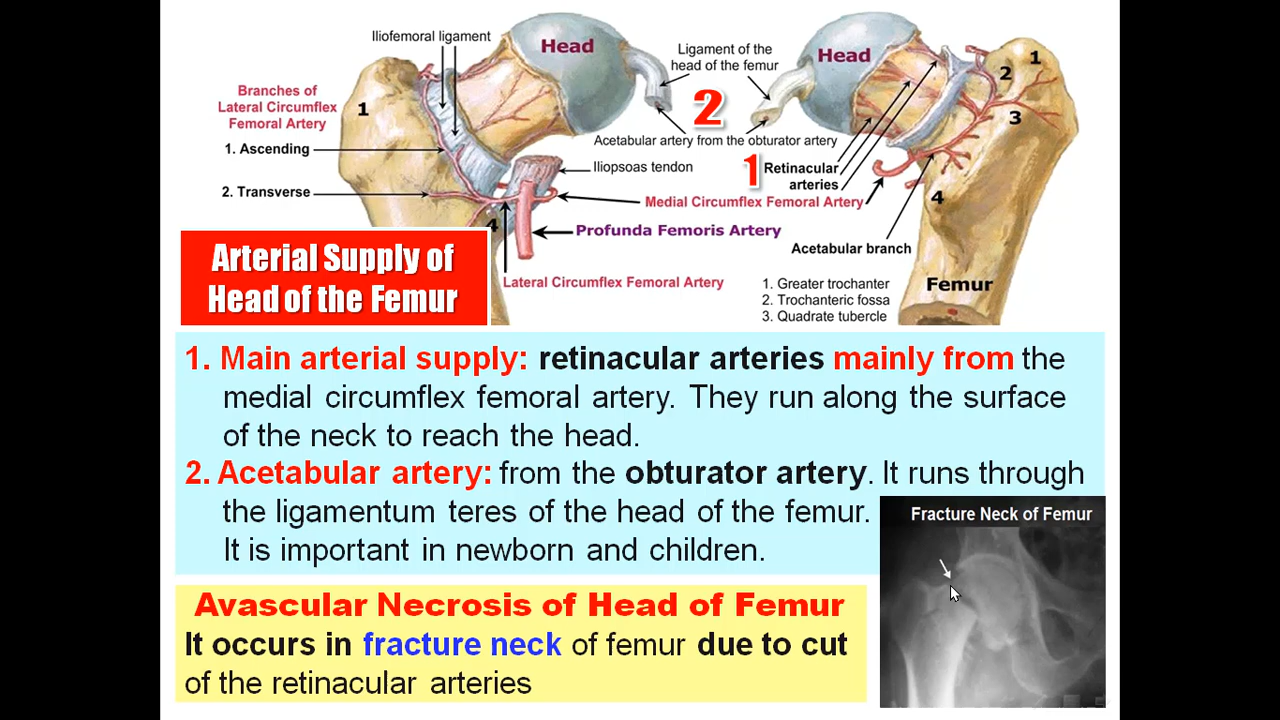 Iliofemoral ligament
Head
Ligament of the
head of the femur
Head
1
2
3
4
Branches of
Lateral Circumflex
Femoral Artery
1
2
Acetabular artery from the obturator artery
1. Ascending
Iliopsoas tendon
1
Retinacular
arteries
2. Transverse
Medial Circumflex Femoral Artery
4
Profunda Femoris Artery
Acetabular branch
Lateral Circumflex Femoral Artery
1. Greater trochanter
2. Trochanteric fossa
3. Quadrate tubercle
Femur
Arterial Supply of
Head of the Femur
1. Main arterial supply: retinacular arteries mainly from the
medial circumflex femoral artery. They run along the surface
of the neck to reach the head.
2. Acetabular artery: from the obturator artery. It runs through
the ligamentum teres of the head of the femur.
It is important in newborn and children.
Fracture Neck of Femur
Avascular Necrosis of Head of Femur
It occurs in fracture neck of femur due to cut
of the retinacular arteries